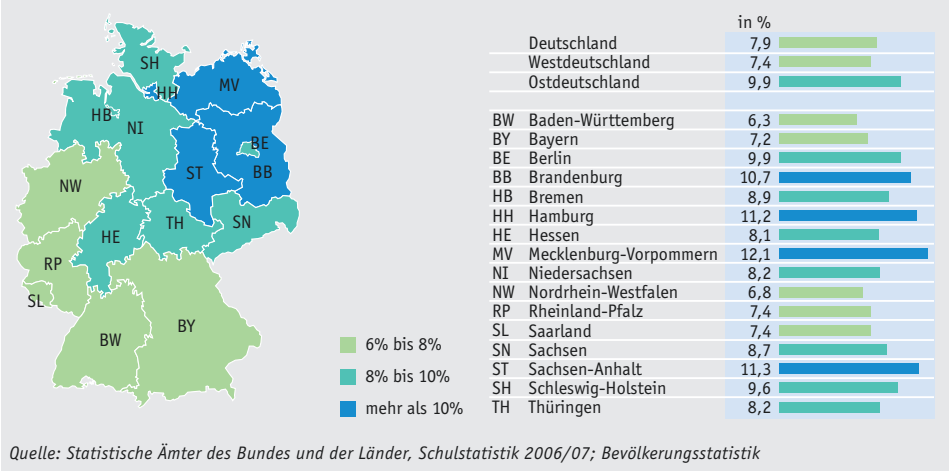 SH
MV
HH
HB
NI
BE
ST
BB
NW
TH
SN
HE
RP
SL
BW
BY
6% bis 8%
8% bis 10%
mehr als 10%
in %
Deutschland 7,9
Westdeutschland 7,4
Ostdeutschland 9,9
BW Baden-Württemberg 6,3
BY Bayern 7,2
BE Berlin 9,9
BB Brandenburg 10,7
HB Bremen 8,9
HH Hamburg 11,2
HE Hessen 8,1
MV Mecklenburg-Vorpommern 12,1
NI Niedersachsen 8,2
NW Nordrhein-Westfalen 6,8
RP Rheinland-Pfalz 7,4
SL Saarland 7,4
SN Sachsen 8,7
ST Sachsen-Anhalt 11,3
SH Schleswig-Holstein 9,6
TH Thüringen 8,2
Quelle: Statistische Ämter des Bundes und der Länder, Schulstatistik 2006/07; Bevölkerungsstatistik